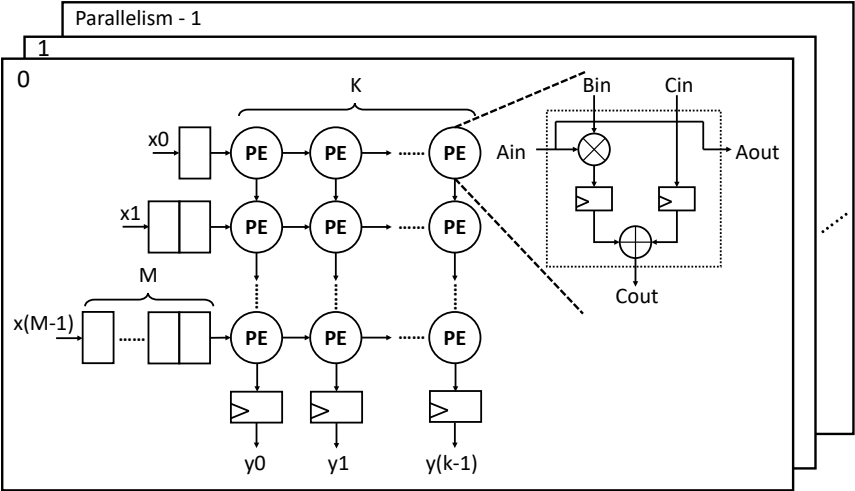 Parallelism - 1
1
0
K
x0
PE
PE
......
PE
x1
PE
PE
......
PE
M
x(M-1)
......
PE
PE
......
PE
y0
y1
y(k-1)
Bin
Cin
Ain
Aout
Cout